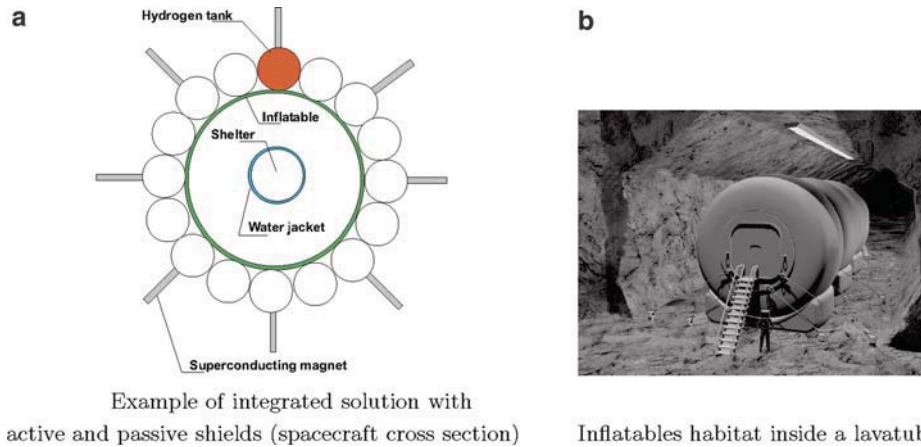 a
Hydrogen tank
Inflatable
Shelter
Water jacket
Superconducting magnet
Example of integrated solution with
active and passive shields (spacecraft cross section)
b
Inflatables habitat inside a